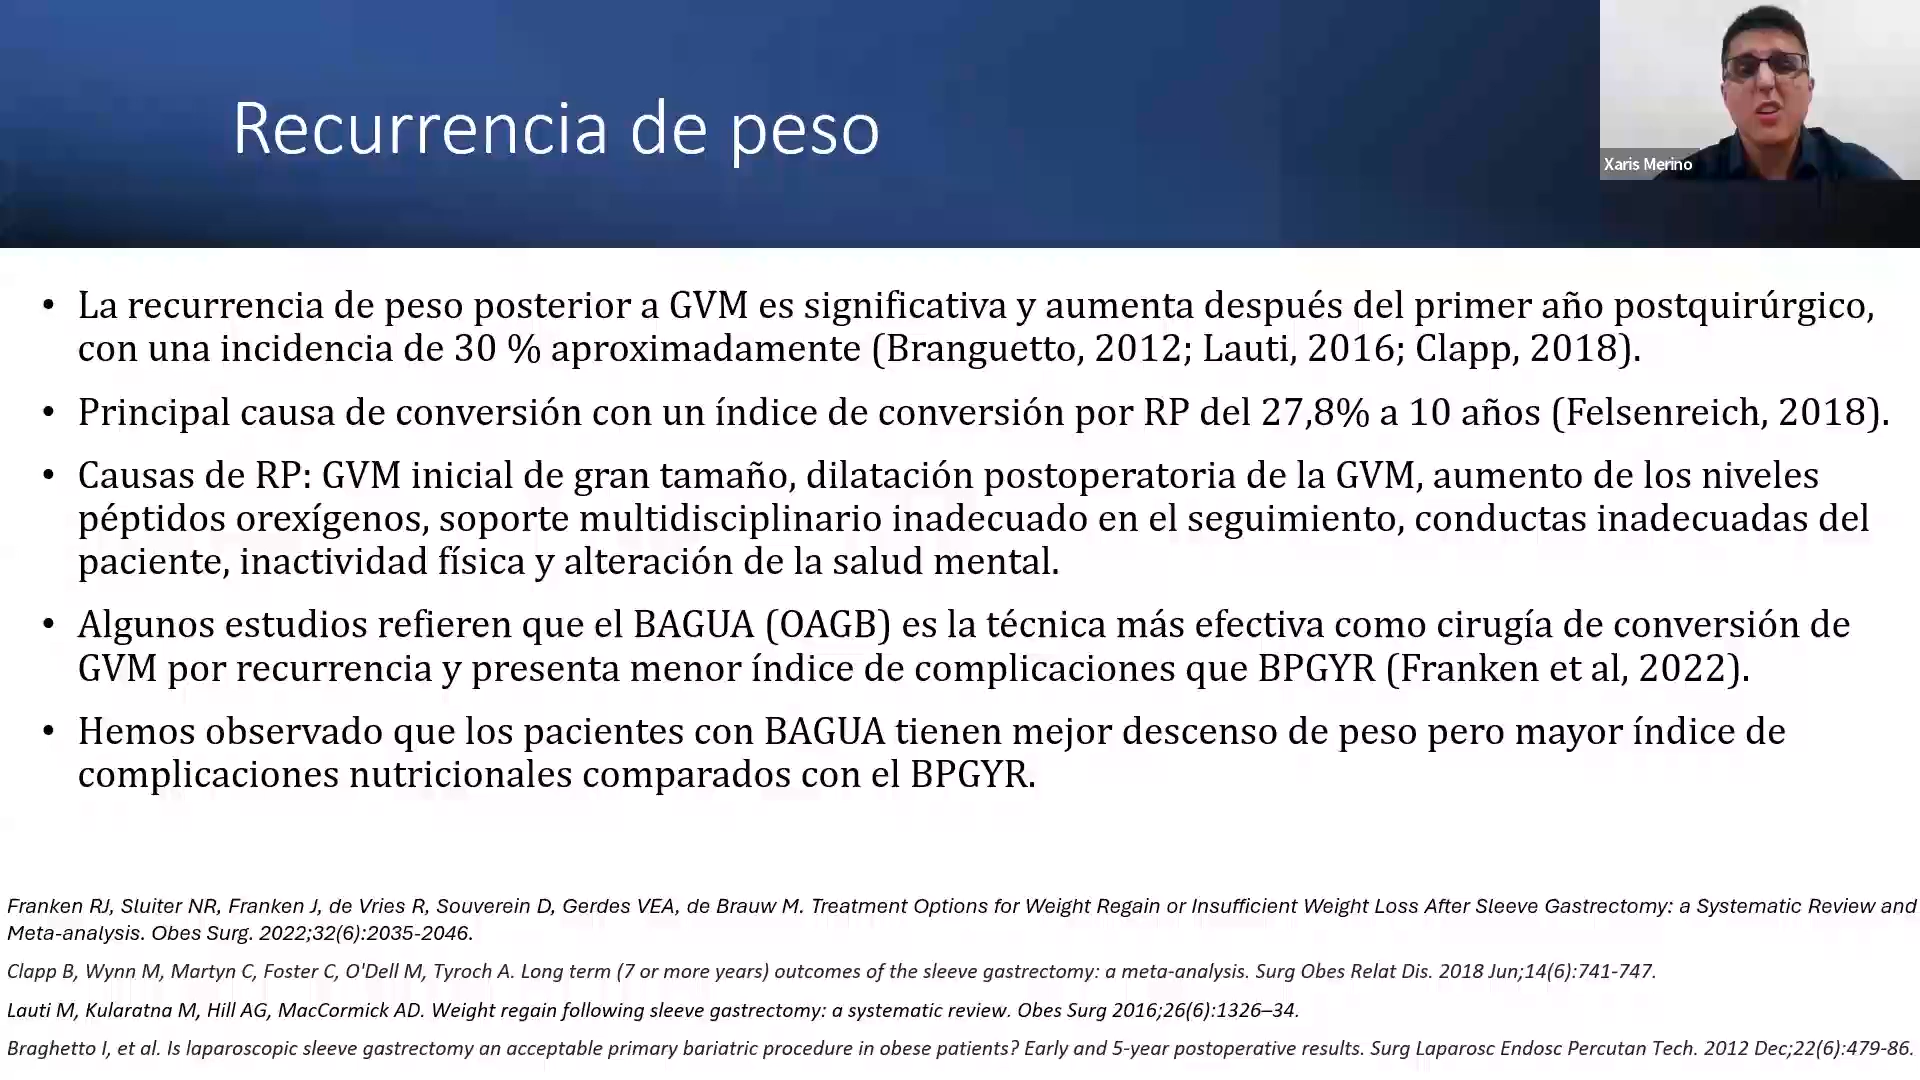 Recurrencia de peso
Xaris Merino
• La recurrencia de peso posterior a GVM es significativa y aumenta después del primer año postquirúrgico,
con una incidencia de 30 % aproximadamente (Branguetto, 2012; Lauti, 2016; Clapp, 2018).
• Principal causa de conversión con un índice de conversión por RP del 27,8% a 10 años (Felsenreich, 2018).
• Causas de RP: GVM inicial de gran tamaño, dilatación postoperatoria de la GVM, aumento de los niveles
péptidos orexígenos, soporte multidisciplinario inadecuado en el seguimiento, conductas inadecuadas del
paciente, inactividad física y alteración de la salud mental.
• Algunos estudios refieren que el BAGUA (OAGB) es la técnica más efectiva como cirugía de conversión de
GVM por recurrencia y presenta menor índice de complicaciones que BPGYR (Franken et al, 2022).
• Hemos observado que los pacientes con BAGUA tienen mejor descenso de peso pero mayor índice de
complicaciones nutricionales comparados con el BPGYR.
Franken RJ, Sluiter NR, Franken J, de Vries R, Souverein D, Gerdes VEA, de Brauw M. Treatment Options for Weight Regain or Insufficient Weight Loss After Sleeve Gastrectomy: a Systematic Review and
Meta-analysis. Obes Surg. 2022;32(6):2035-2046.
Clapp B, Wynn M, Martyn C, Foster C, O'Dell M, Tyroch A. Long term (7 or more years) outcomes of the sleeve gastrectomy: a meta-analysis. Surg Obes Relat Dis. 2018 Jun;14(6):741-747.
Lauti M, Kularatna M, Hill AG, MacCormick AD. Weight regain following sleeve gastrectomy: a systematic review. Obes Surg 2016;26(6):1326–34.
Braghetto I, et al. Is laparoscopic sleeve gastrectomy an acceptable primary bariatric procedure in obese patients? Early and 5-year postoperative results. Surg Laparosc Endosc Percutan Tech. 2012 Dec;22(6):479-86.